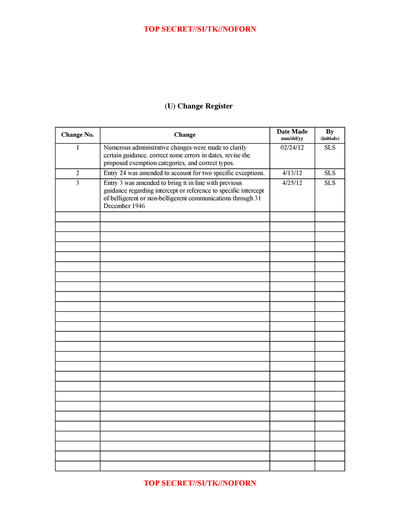 TOP SECRET//SI/TK//NOFORN
(U) Change Register
Change No. Change Date Made By
mm/dd/yy (initials)
1 Numerous administrative changes were made to clarify 02/24/12 SLS
certain guidance, correct some errors in dates, revise the
proposed exemption categories, and correct typos.
2 Entry 24 was amended to account for two specific exceptions. 4/13/12 SLS
3 Entry 3 was amended to bring it in line with previous 4/25/12 SLS
guidance regarding intercept or reference to specific intercept
of belligerent or non-belligerent communications through 31
December 1946
TOP SECRET//SI/TK//NOFORN